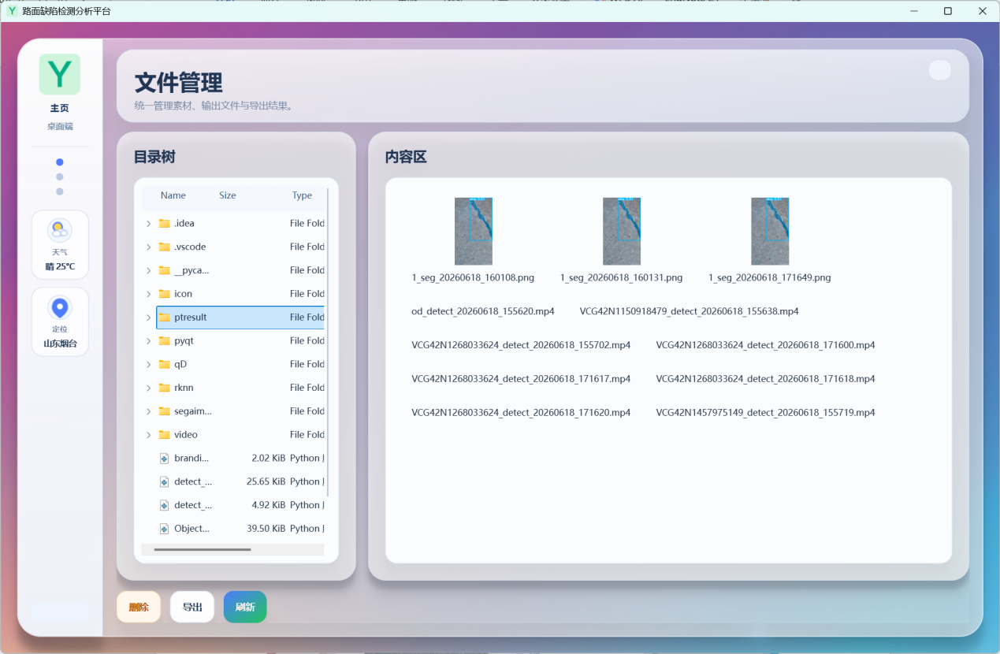 Y 路面缺陷检测分析平台
Y
主页
桌面端
天气
晴 25°C
定位
山东烟台
文件管理
统一管理素材、输出文件与导出结果。
目录树
Name Size Type
.idea File Fold
.vscode File Fold
__pyca... File Fold
icon File Fold
ptresult File Fold
pyqt File Fold
qD File Fold
rknn File Fold
segaim... File Fold
video File Fold
brandi... 2.02 KiB Python
detect_... 25.65 KiB Python
detect_... 4.92 KiB Python
Object... 39.50 KiB Python
内容区
1_seg_20260618_160108.png 1_seg_20260618_160131.png 1_seg_20260618_171649.png
od_detect_20260618_155620.mp4 VCG42N1150918479_detect_20260618_155638.mp4
VCG42N1268033624_detect_20260618_155702.mp4 VCG42N1268033624_detect_20260618_171600.mp4
VCG42N1268033624_detect_20260618_171617.mp4 VCG42N1268033624_detect_20260618_171618.mp4
VCG42N1268033624_detect_20260618_171620.mp4 VCG42N1457975149_detect_20260618_155719.mp4
删除 导出 刷新